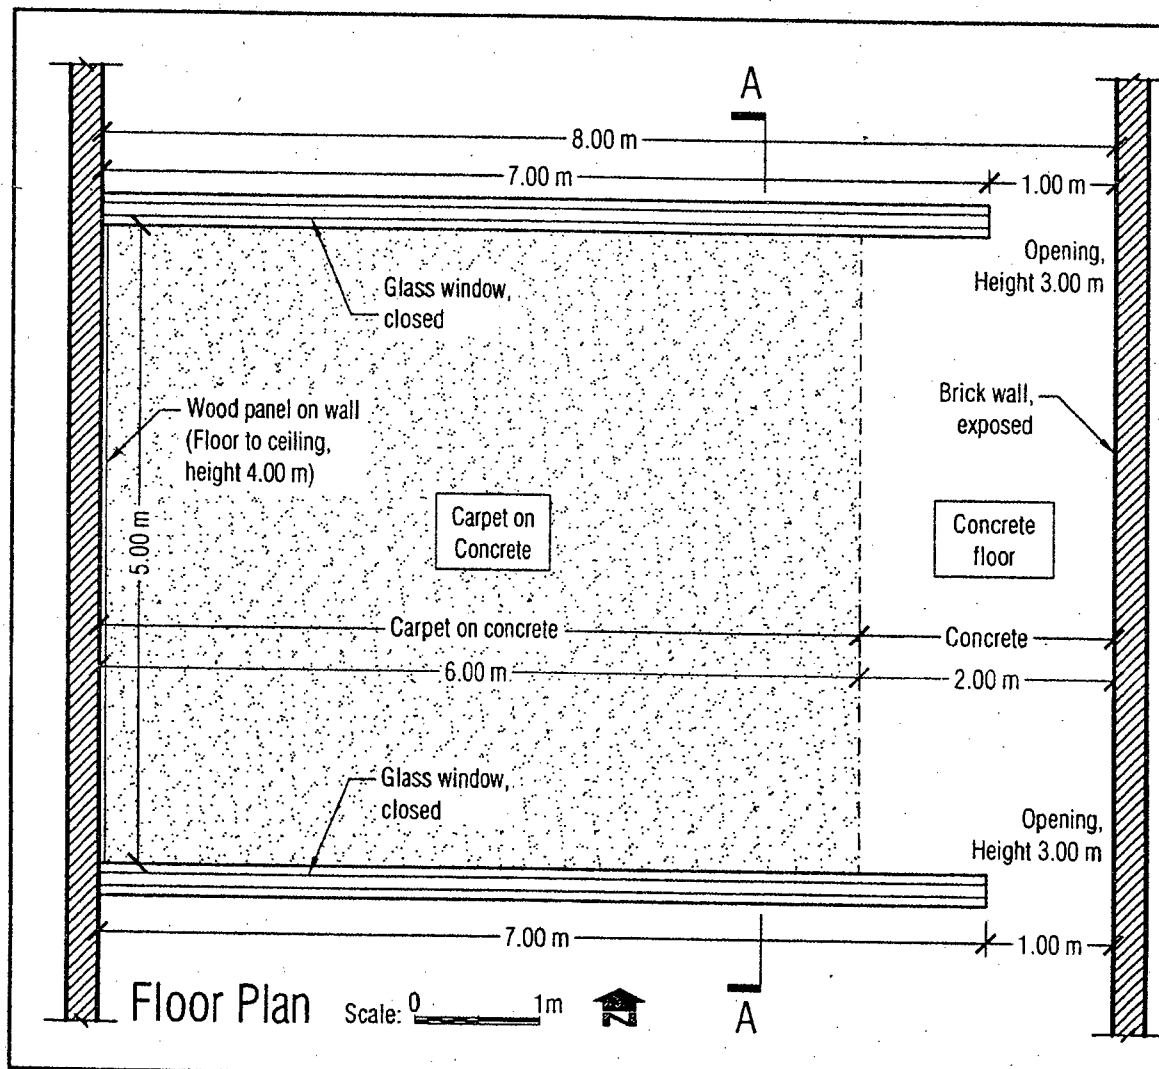 A
8.00 m
7.00 m
1.00 m
Opening,
Height 3.00 m
Glass window,
closed
Wood panel on wall
(Floor to ceiling,
height 4.00 m)
Brick wall,
exposed
5.00 m
Carpet on
Concrete
Concrete
floor
Carpet on concrete
Concrete
6.00 m
2.00 m
Glass window,
closed
Opening,
Height 3.00 m
7.00 m
1.00 m
Floor Plan
Scale: 0 1m
N
A